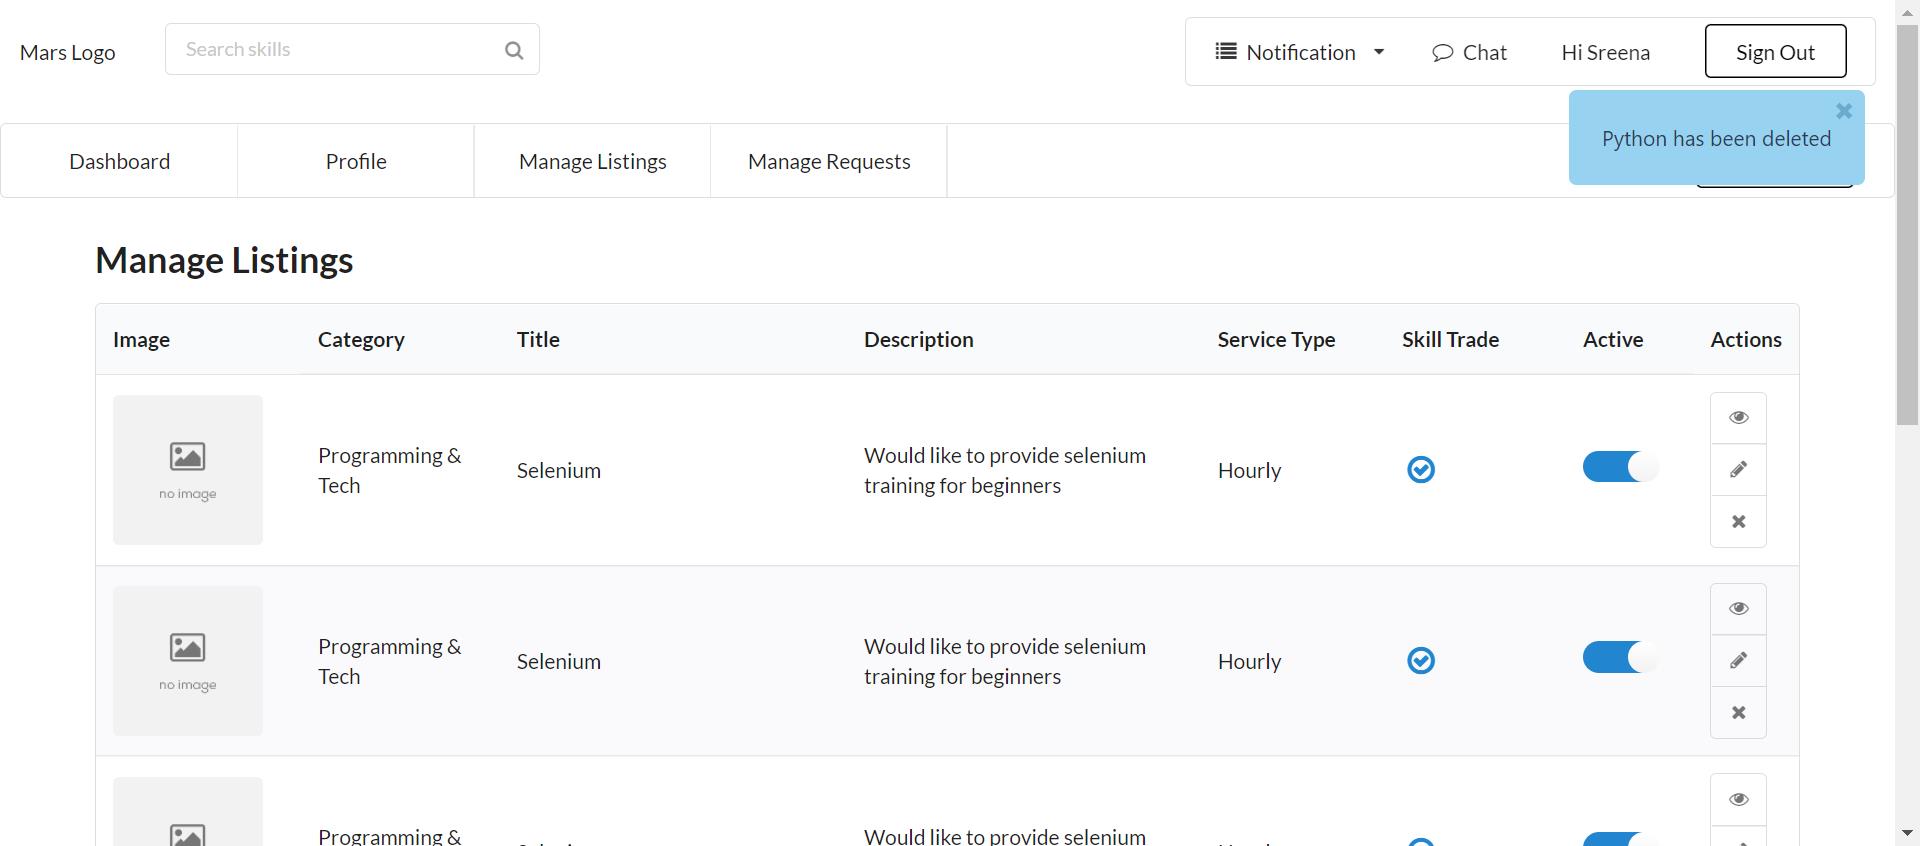 Mars Logo
Search skills
Notification
Chat
Hi Sreena
Sign Out
Python has been deleted
Dashboard
Profile
Manage Listings
Manage Requests
Manage Listings
Image
Category
Title
Description
Service Type
Skill Trade
Active
Actions
no image
Programming &
Tech
Selenium
Would like to provide selenium
training for beginners
Hourly
no image
Programming &
Tech
Selenium
Would like to provide selenium
training for beginners
Hourly
Programming &
Would like to provide selenium